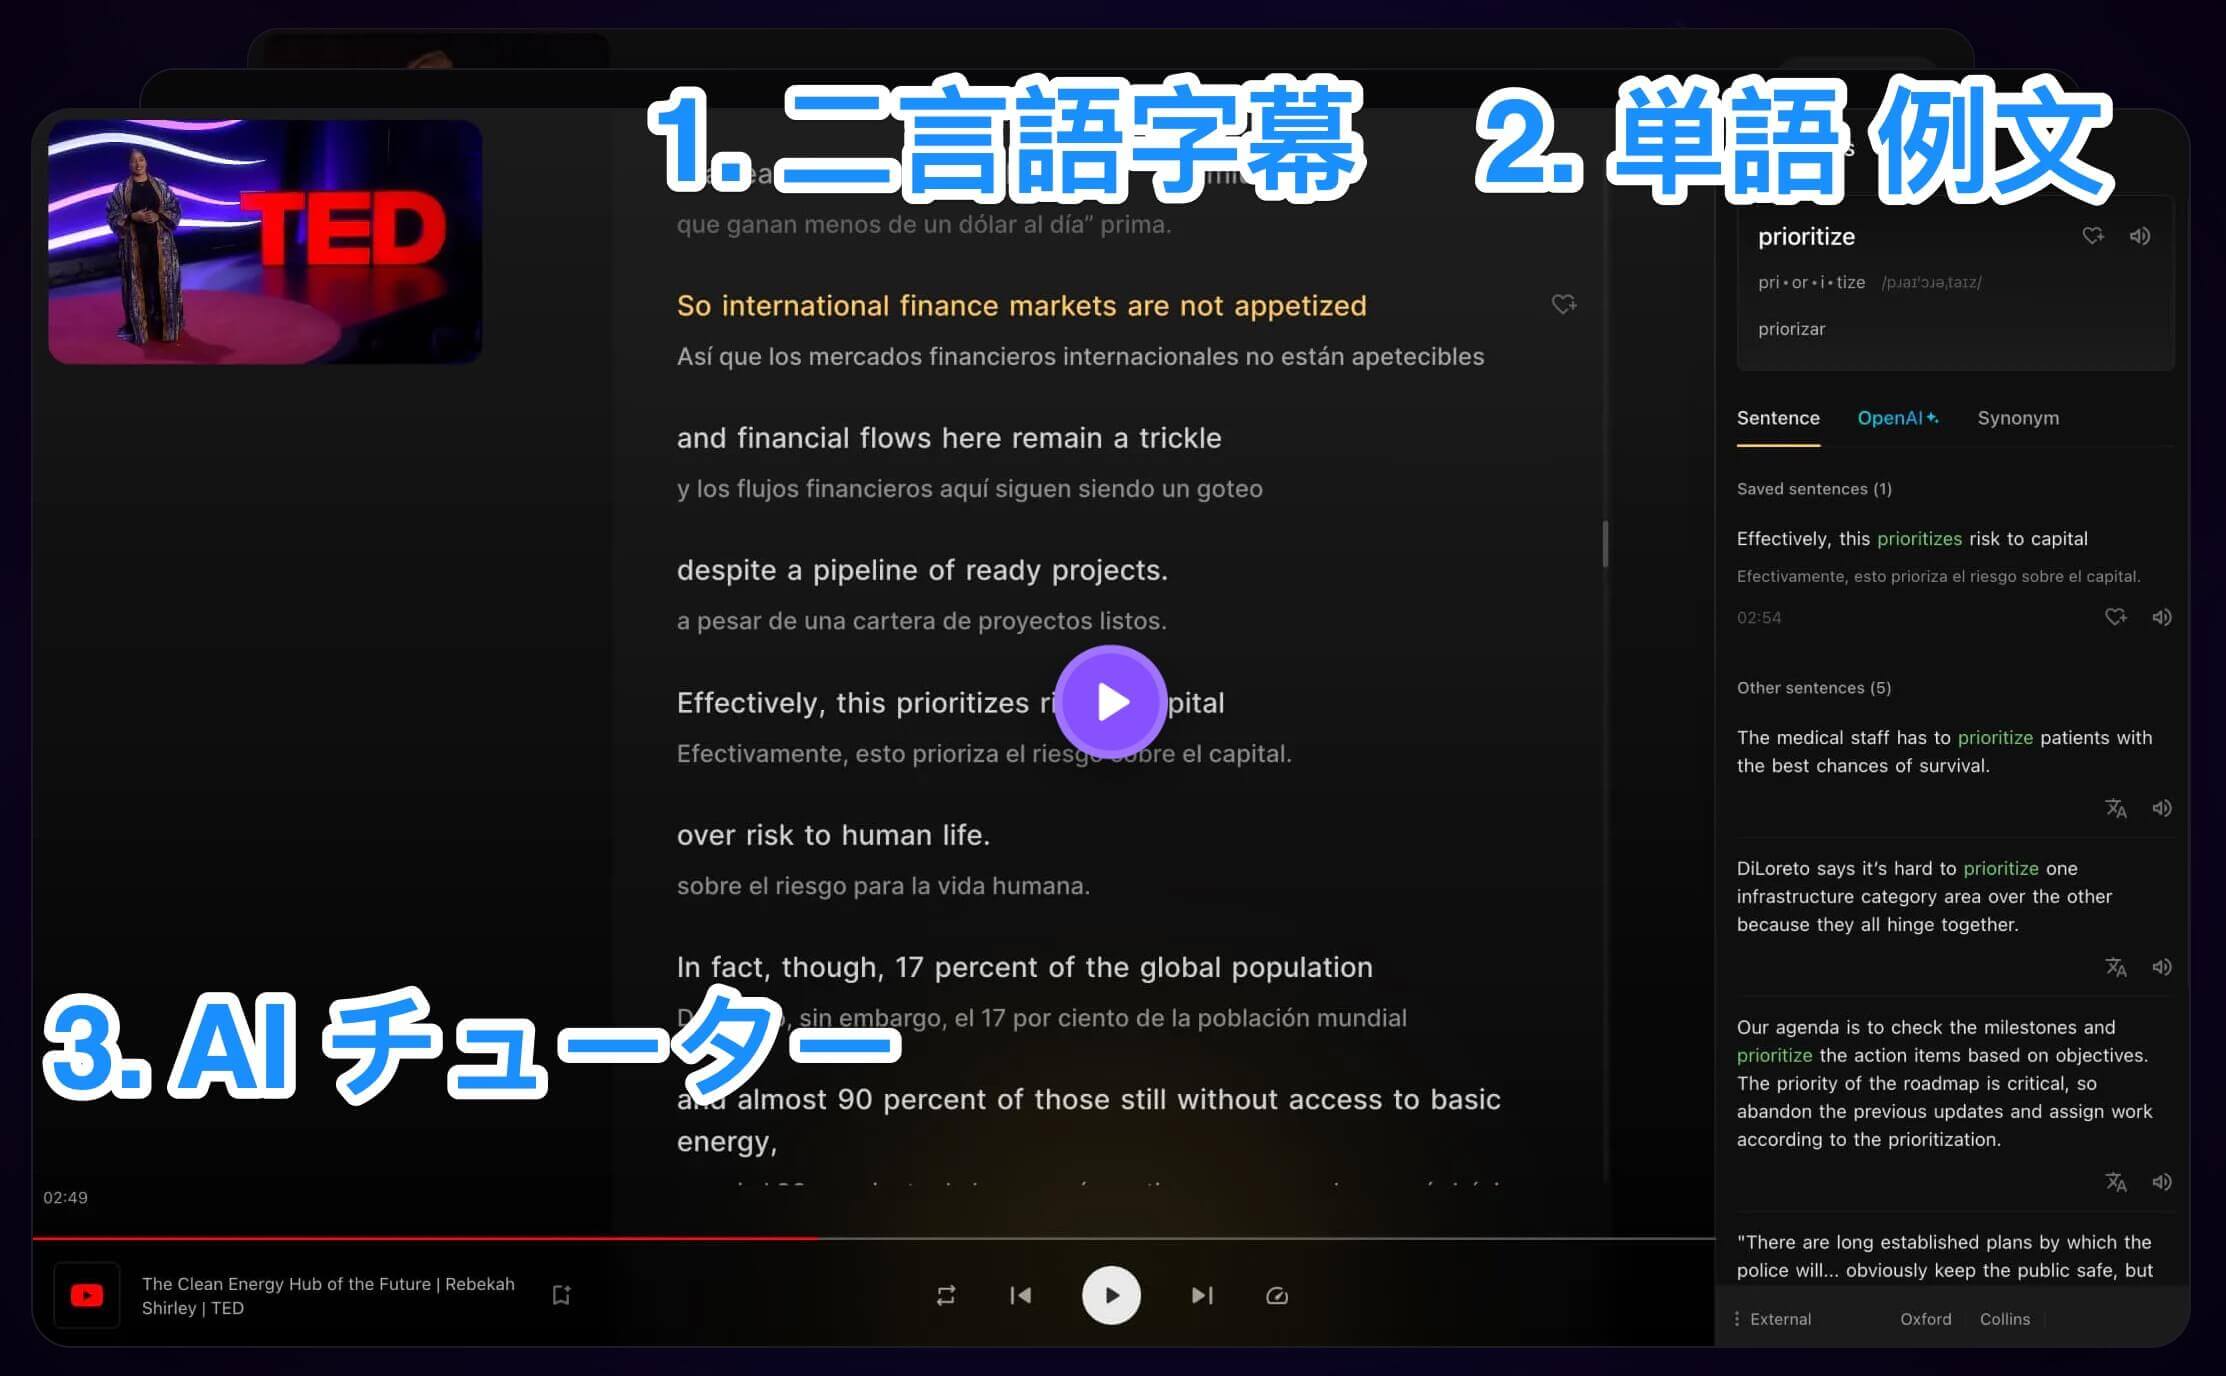 1. 二言語字幕
2. 単語 例文
TED
que ganan menos de un dólar al día” prima.
So international finance markets are not appetized
Así que los mercados financieros internacionales no están apetecibles
and financial flows here remain a trickle
y los flujos financieros aquí siguen siendo un goteo
despite a pipeline of ready projects.
a pesar de una cartera de proyectos listos.
Effectively, this prioritizes pital
Efectivamente, esto prioriza el riesgo sobre el capital.
over risk to human life.
sobre el riesgo para la vida humana.
In fact, though, 17 percent of the global population
sin embargo, el 17 por ciento de la población mundial
3. AI チューター
and almost 90 percent of those still without access to basic
energy,
02:49
The Clean Energy Hub of the Future | Rebekah
Shirley | TED
prioritize
pri•or•i•tize /pɹaɪˈɔɹəˌtaɪz/
priorizar
Sentence OpenAI Synonym
Saved sentences (1)
Effectively, this prioritizes risk to capital
Efectivamente, esto prioriza el riesgo sobre el capital.
02:54
Other sentences (5)
The medical staff has to prioritize patients with
the best chances of survival.
DiLoreto says it’s hard to prioritize one
infrastructure category area over the other
because they all hinge together.
Our agenda is to check the milestones and
prioritize the action items based on objectives.
The priority of the roadmap is critical, so
abandon the previous updates and assign work
according to the prioritization.
"There are long established plans by which the
police will... obviously keep the public safe, but
External Oxford Collins